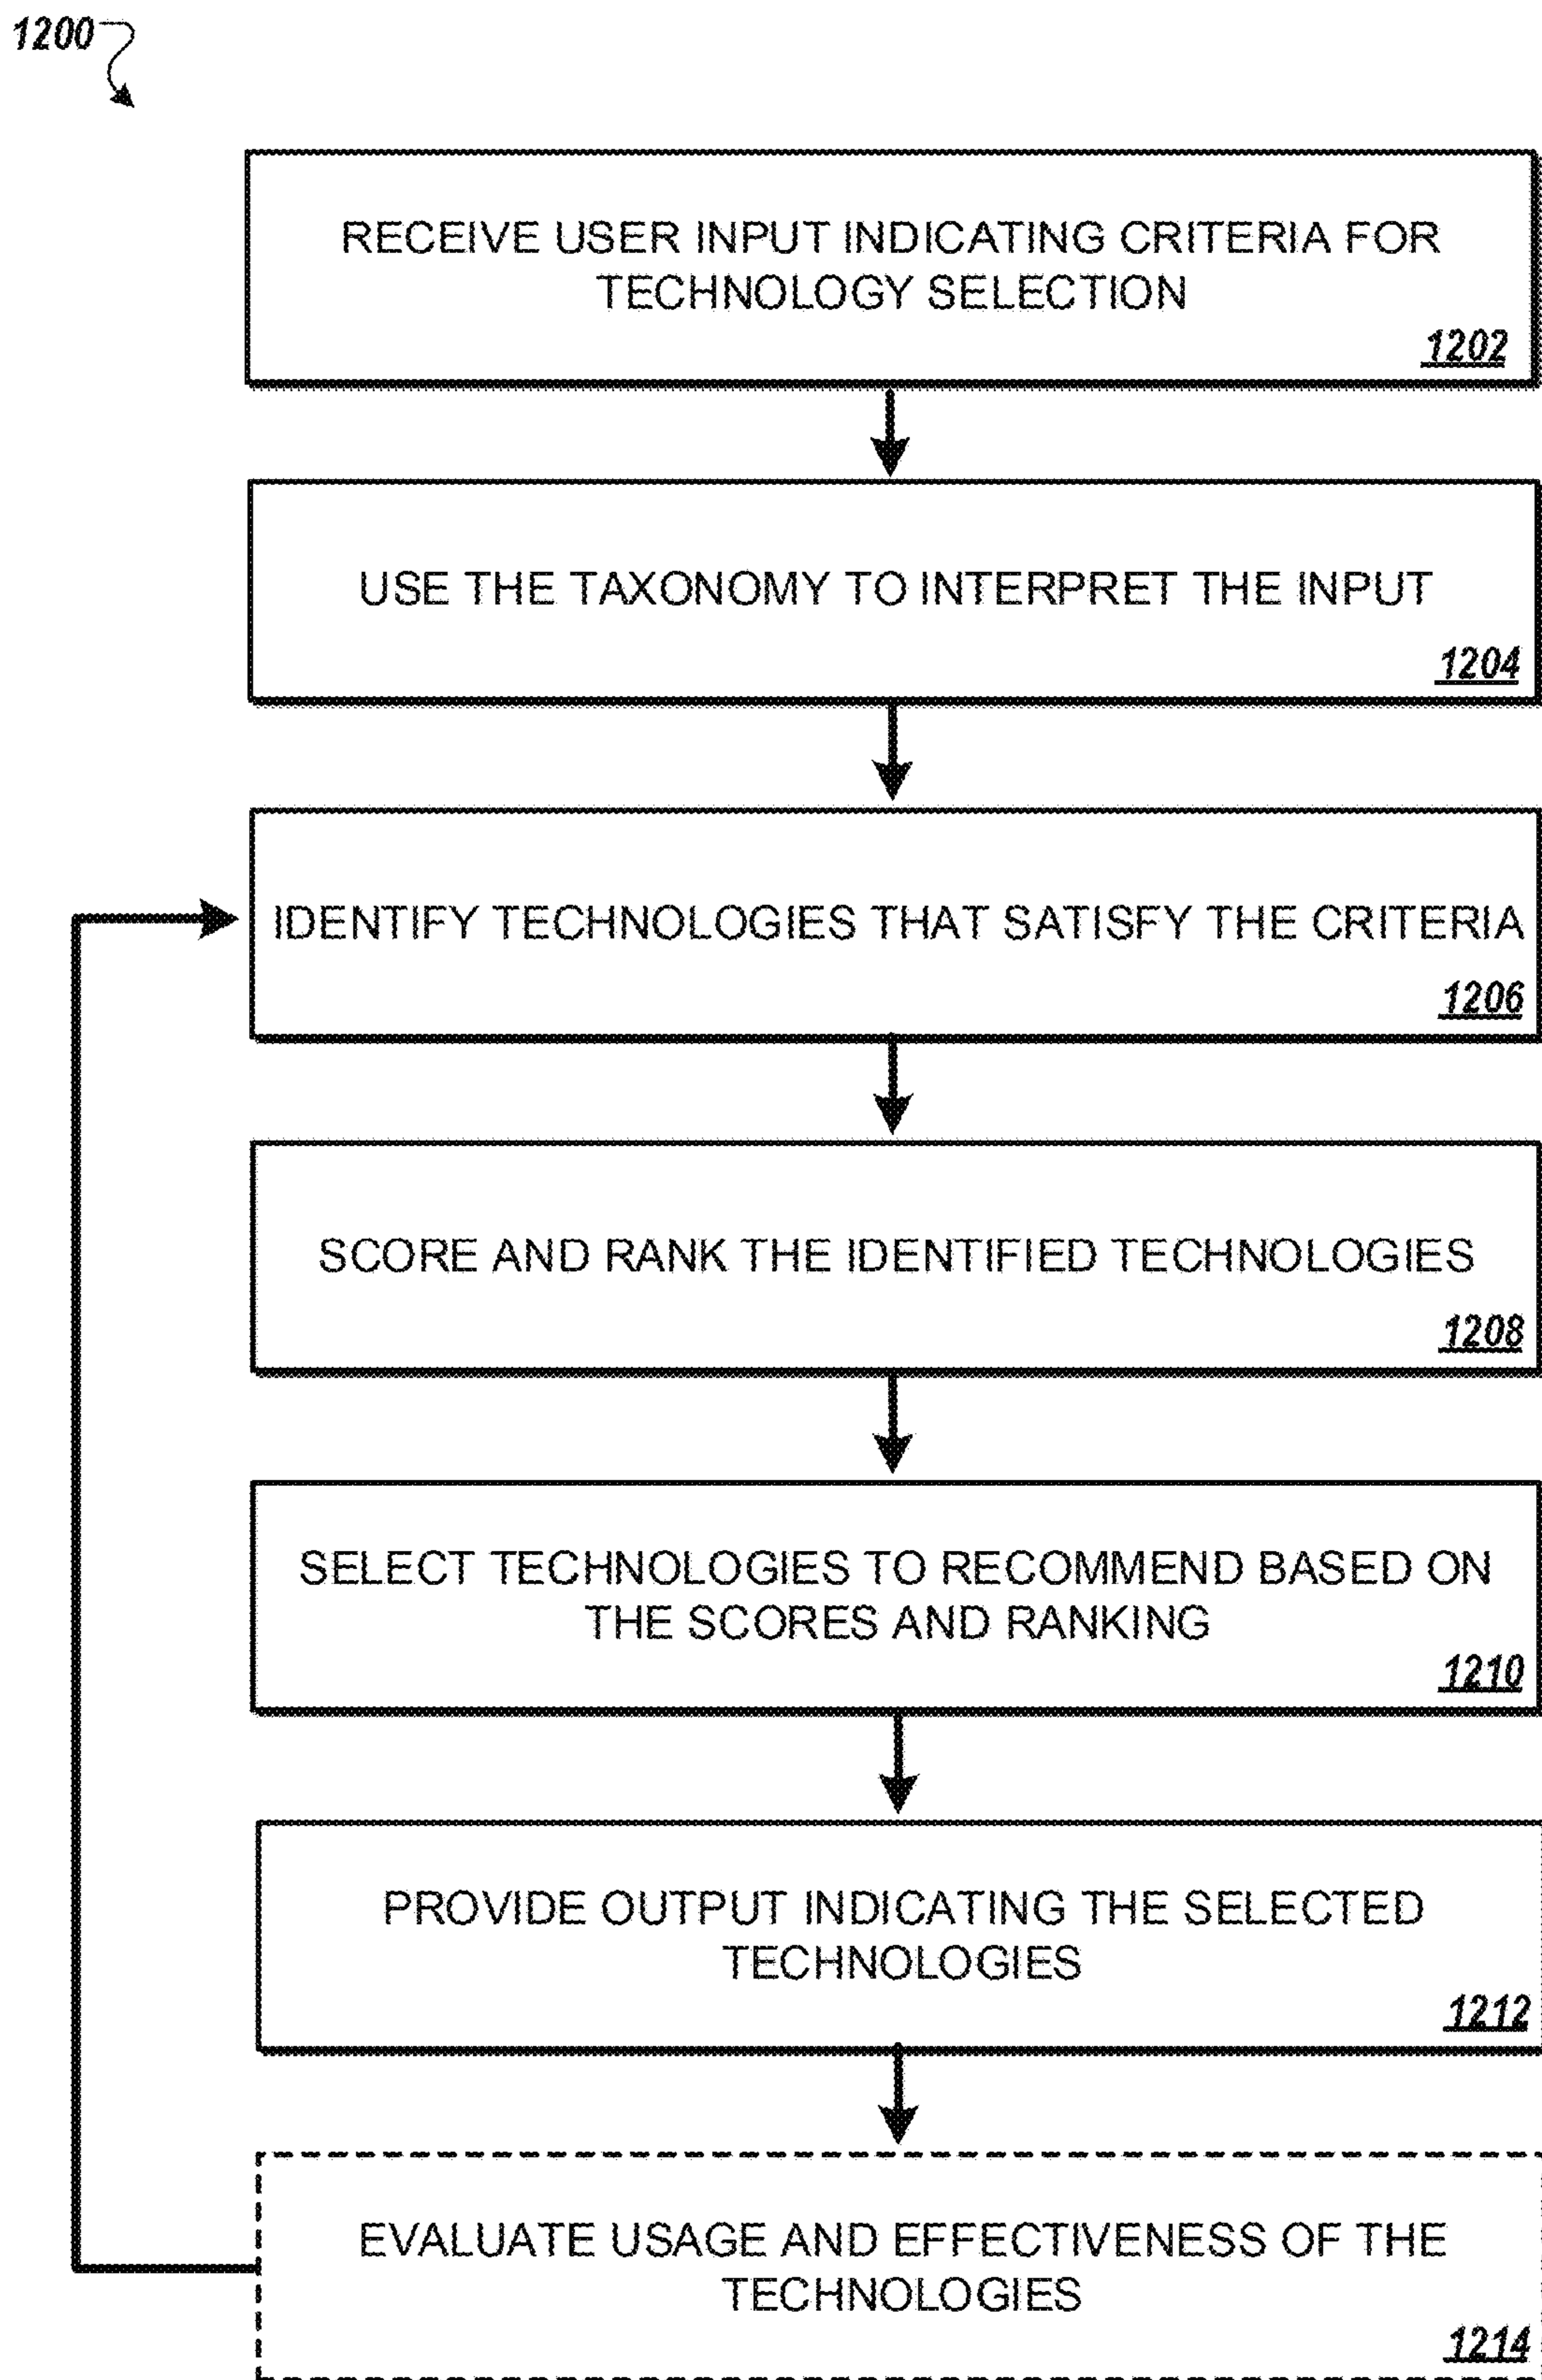 1200
RECEIVE USER INPUT INDICATING CRITERIA FOR
TECHNOLOGY SELECTION
1202
USE THE TAXONOMY TO INTERPRET THE INPUT
1204
IDENTIFY TECHNOLOGIES THAT SATISFY THE CRITERIA
1206
SCORE AND RANK THE IDENTIFIED TECHNOLOGIES
1208
SELECT TECHNOLOGIES TO RECOMMEND BASED ON
THE SCORES AND RANKING
1210
PROVIDE OUTPUT INDICATING THE SELECTED
TECHNOLOGIES
1212
EVALUATE USAGE AND EFFECTIVENESS OF THE
TECHNOLOGIES
1214